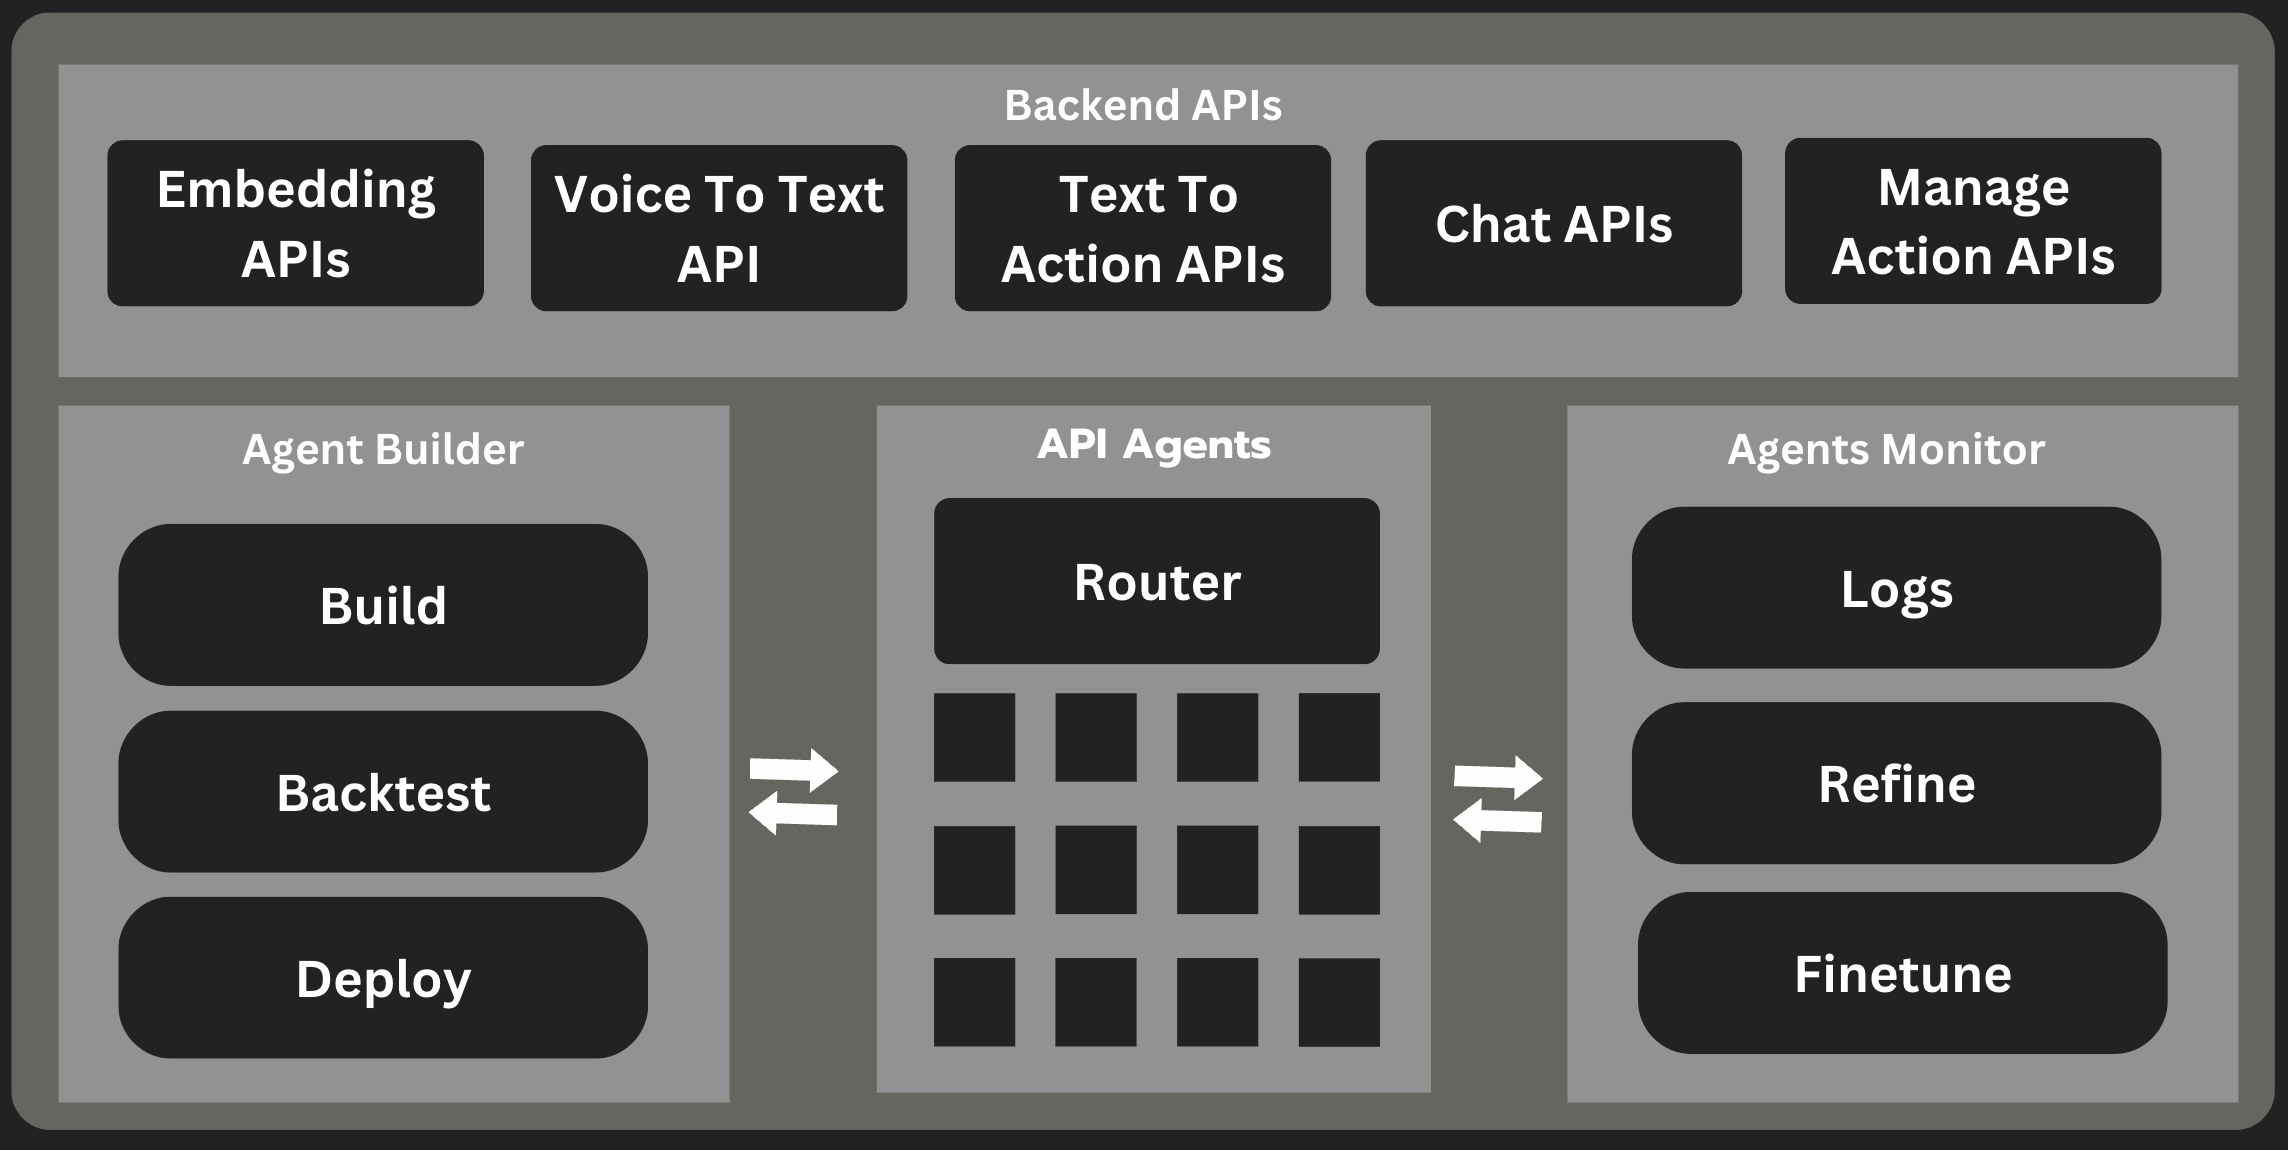 Backend APIs
Embedding
APIs
Voice To Text
API
Text To
Action APIs
Chat APIs
Manage
Action APIs
Agent Builder
Build
Backtest
Deploy
API Agents
Router
Agents Monitor
Logs
Refine
Finetune